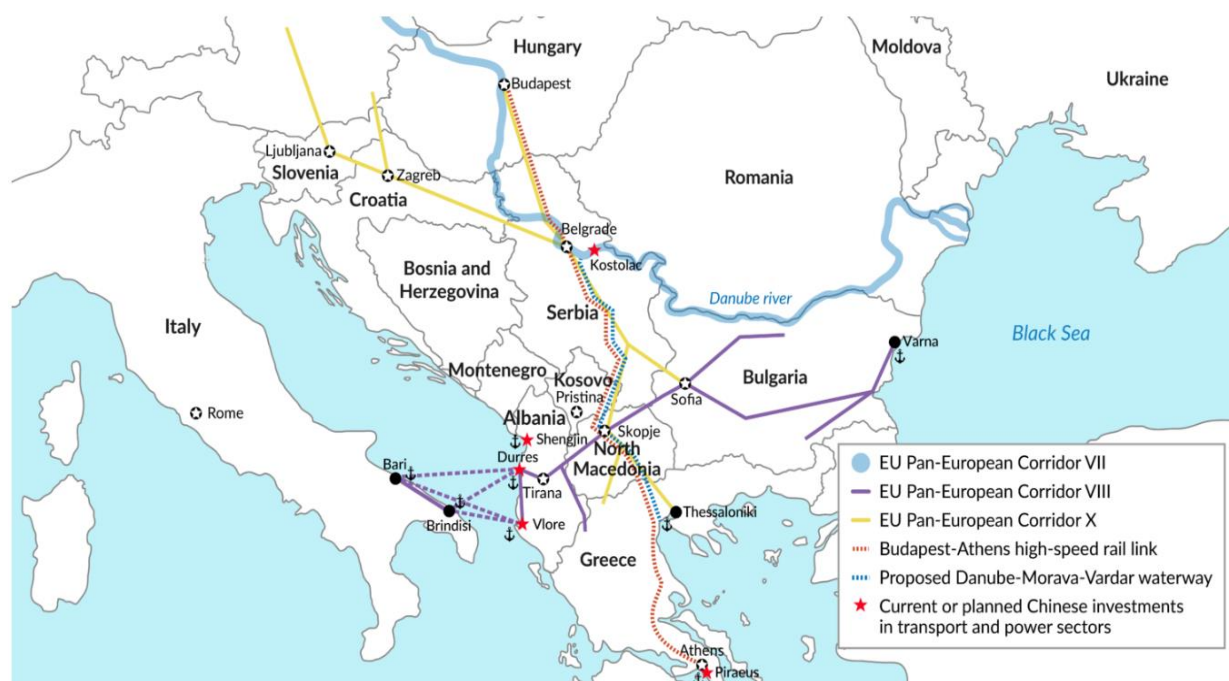 Hungary
Moldova
Ukraine
Budapest
Ljubljana
Slovenia
Zagreb
Croatia
Romania
Belgrade
Kostolac
Bosnia and
Herzegovina
Danube river
Serbia
Italy
Black Sea
Varna
Montenegro
Kosovo
Pristina
Bulgaria
Sofia
Rome
Albania
Shengjin
Skopje
North
Macedonia
Durres
Bari
Tirana
Brindisi
Vlore
Thessaloniki
Greece
Athens
Piraeus
EU Pan-European Corridor VII
EU Pan-European Corridor VIII
EU Pan-European Corridor X
Budapest-Athens high-speed rail link
Proposed Danube-Morava-Vardar waterway
Current or planned Chinese investments
in transport and power sectors